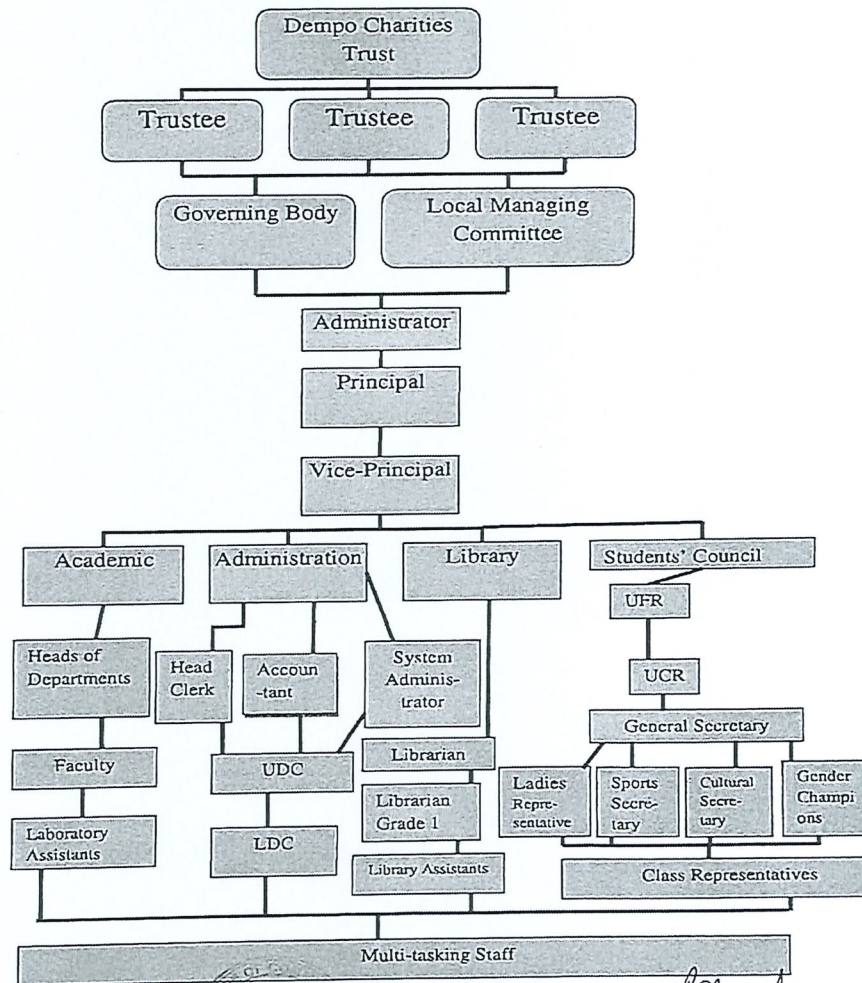 Dempo Charities
Trust
Trustee
Trustee
Trustee
Governing Body
Local Managing
Committee
Administrator
Principal
Vice-Principal
Academic
Administration
Library
Students' Council
UFR
Heads of
Departments
Head
Clerk
Accoun
-tant
System
Adminis-
trator
UCR
General Secretary
Faculty
UDC
Librarian
Ladies
Repre-
sentative
Sports
Secre-
tary
Cultural
Secre-
tary
Gender
Champi
ons
Librarian
Grade 1
Laboratory
Assistants
LDC
Library Assistants
Class Representatives
Multi-tasking Staff